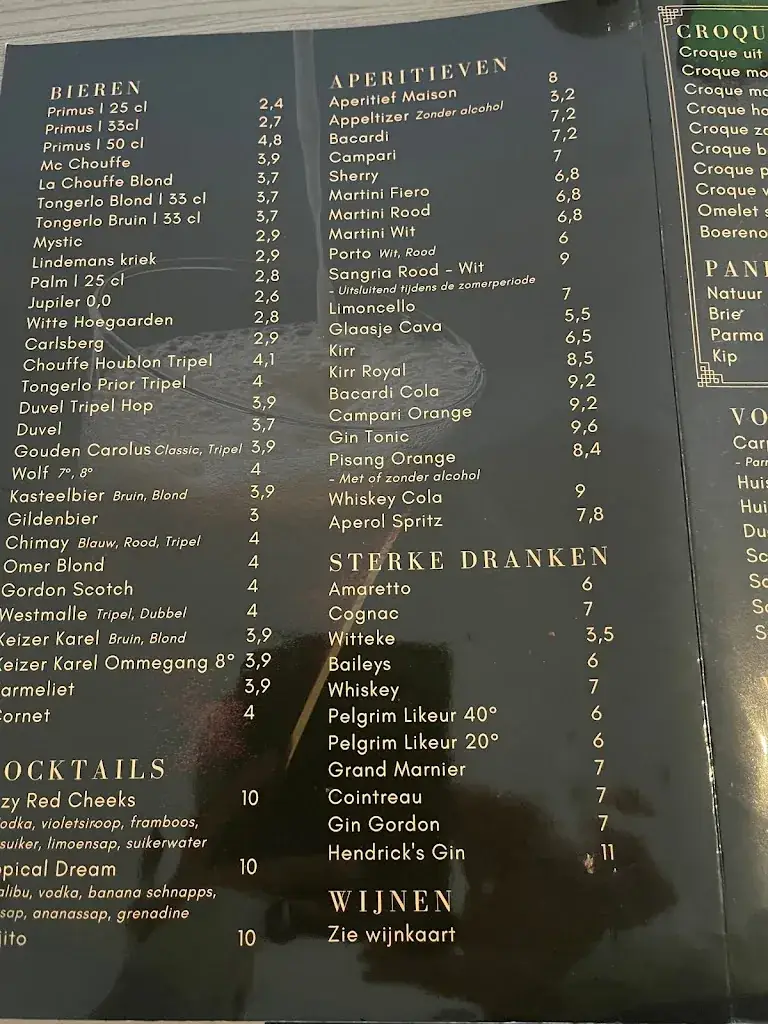 BIEREN
Primus | 25 cl 2,4
Primus | 33cl 2,7
Primus | 50 cl 4,8
Mc Chouffe 3,9
La Chouffe Blond 3,7
Tongerlo Blond | 33 cl 3,7
Tongerlo Bruin | 33 cl 3,7
Mystic 2,9
Lindemans kriek 2,9
Palm | 25 cl 2,8
Jupiler 0,0 2,6
Witte Hoegaarden 2,8
Carlsberg 2,9
Chouffe Houblon Tripel 4,1
Tongerlo Prior Tripel 4
Duvel Tripel Hop 3,9
Duvel 3,7
Gouden Carolus Classic, Tripel 3,9
Wolf 7°, 8° 4
Kasteelbier Bruin, Blond 3,9
Gildenbier 3
Chimay Blauw, Rood, Tripel 4
Omer Blond 4
Gordon Scotch 4
Westmalle Tripel, Dubbel 4
Keizer Karel Bruin, Blond 3,9
Keizer Karel Ommegang 8° 3,9
armeliet 3,9
ornet 4
OCKTAILS
zy Red Cheeks 10
odka, violetsiroop, framboos,
suiker, limoensap, suikerwater
opical Dream 10
alibu, vodka, banana schnapps,
sap, ananassap, grenadine
jito 10
APERITIEVEN
Aperitief Maison 8
Appeltizer Zonder alcohol 3,2
Bacardi 7,2
Campari 7,2
Sherry 7
Martini Fiero 6,8
Martini Rood 6,8
Martini Wit 6,8
Porto Wit, Rood 6
Sangria Rood - Wit 9
- Uitsluitend tijdens de zomerperiode
Limoncello 7
Glaasje Cava 5,5
Kirr 6,5
Kirr Royal 8,5
Bacardi Cola 9,2
Campari Orange 9,2
Gin Tonic 9,6
Pisang Orange 8,4
- Met of zonder alcohol
Whiskey Cola 9
Aperol Spritz 7,8
STERKE DRANKEN
Amaretto 6
Cognac 7
Witteke 3,5
Baileys 6
Whiskey 7
Pelgrim Likeur 40° 6
Pelgrim Likeur 20° 6
Grand Marnier 7
Cointreau 7
Gin Gordon 7
Hendrick's Gin 11
WIJNEN
Zie wijnkaart
CROQU
Croque uit
Croque mo
Croque ma
Croque ha
Croque za
Croque b
Croque p
Croque v
Omelet s
Boereno
PANI
Natuur
Brie
Parma
Kip
VO
Carp
- Parr
Huis
Hui
Du
Sc
Sc
Sc
S